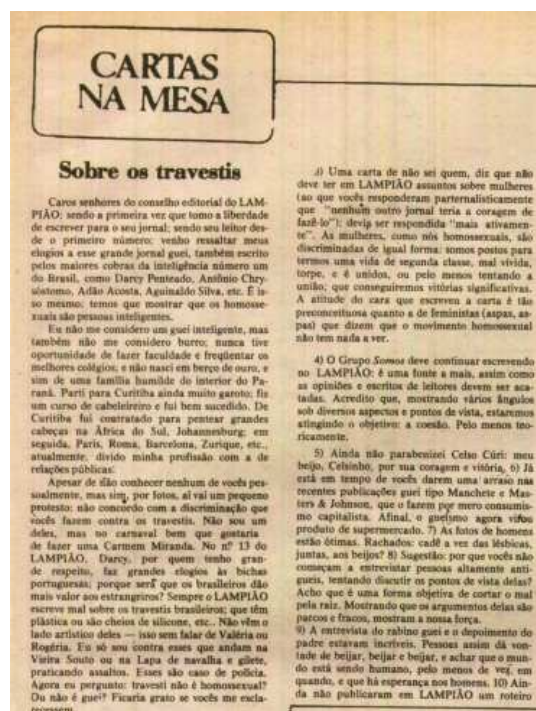 CARTAS
NA MESA
Sobre os travestis
Caros senhores do conselho editorial do LAM-
PIÃO: sendo a primeira vez que tomo a liberdade
de escrever para o seu jornal; sendo seu leitor des-
de o primeiro número; venho ressaltar meus
elogios a esse grande jornal guei, também escrito
pelos maiores cobras da inteligência número um
do Brasil, como Darcy Penteado, Antônio Chry-
sóstomo, Adão Acosta, Aguinaldo Silva, etc. É is-
so mesmo; temos que mostrar que os homosse-
xuais são pessoas inteligentes.
Eu não me considero um guei inteligente, mas
também não me considero burro; nunca tive
oportunidade de fazer faculdade e freqüentar os
melhores colégios; e não nasci em berço de ouro, e
sim de uma família humilde do interior do Pa-
raná. Parti para Curitiba ainda muito garoto; fis
um curso de cabeleireiro e fui bem sucedido. De
Curitiba fui contratado para pentear grandes
cabeças na África do Sul, Johannesburg; em
seguida, Paris, Roma, Barcelona, Zurique, etc.,
atualmente, divido minha profissão com a de
relações públicas.
Apesar de não conhecer nenhum de vocês pes-
soalmente, mas sim, por fotos, aí vai um pequeno
protesto: não concordo com a discriminação que
vocês fazem contra os travestis. Não sou um
deles, mas no carnaval bem que gostaria
de fazer uma Carmem Miranda. No nº 13 do
LAMPIÃO, Darcy, por quem tenho gran-
de respeito, faz grandes elogios às bichas
portuguesas; porque será que os brasileiros dão
mais valor aos estrangeiros? Sempre o LAMPIÃO
escreve mal sobre os travestis brasileiros; que têm
plástica ou são cheios de silicone, etc.. Não vêm o
lado artístico deles — isso sem falar de Valéria ou
Rogéria. Eu só sou contra esses que andam na
Vieira Souto ou na Lapa de navalha e gilete,
praticando assaltos. Esses são caso de polícia.
Agora eu pergunto: travesti não é homossexual?
Ou não é guei? Ficaria grato se vocês me escla-
recessem.
3) Uma carta de não sei quem, diz que não
deve ter em LAMPIÃO assuntos sobre mulheres
(ao que vocês responderam parternalisticamente
que "nenhum outro jornal teria a coragem de
fazê-lo"); devia ser respondida "mais ativamen-
te". As mulheres, como nós homossexuais, são
discriminadas de igual forma: somos postos para
termos uma vida de segunda classe, mal vivida,
torpe, e é unidos, ou pelo menos tentando a
união; que conseguiremos vitórias significativas.
A atitude do cara que escreveu a carta é tão
preconceituosa quanto a de feministas (aspas, as-
pas) que dizem que o movimento homossexual
não tem nada a ver.
4) O Grupo Somos deve continuar escrevendo
no LAMPIÃO: é uma fonte a mais, assim como
as opiniões e escritos de leitores devem ser aca-
tadas. Acredito que, mostrando vários ângulos
sob diversos aspectos e pontos de vista, estaremos
atingindo o objetivo: a coesão. Pelo menos teo-
ricamente.
5) Ainda não parabenizei Celso Cúri: meu
beijo, Celsinho, por sua coragem e vitória. 6) Já
está em tempo de vocês darem uma arraso nas
recentes publicações guei tipo Manchete e Mas-
ters & Johnson, que o fazem por mero consumis-
mo capitalista. Afinal, o gueismo agora virou
produto de supermercado. 7) As fotos de homens
estão ótimas. Rachados: cadê a vez das lésbicas,
juntas, aos beijos? 8) Sugestão: por que vocês não
começam a entrevistar pessoas altamente anti-
gueis, tentando discutir os pontos de vista delas?
Acho que é uma forma objetiva de cortar o mal
pela raiz. Mostrando que os argumentos delas são
parcos e fracos, mostram a nossa força.
9) A entrevista do rabino guei e o depoimento do
padre estavam incríveis. Pessoas assim dá von-
tade de beijar, beijar e beijar, e achar que o mun-
do está sendo humano, pelo menos de vez, em
quando, e que há esperança nos homens. 10) Ain-
da não publicaram em LAMPIÃO um roteiro